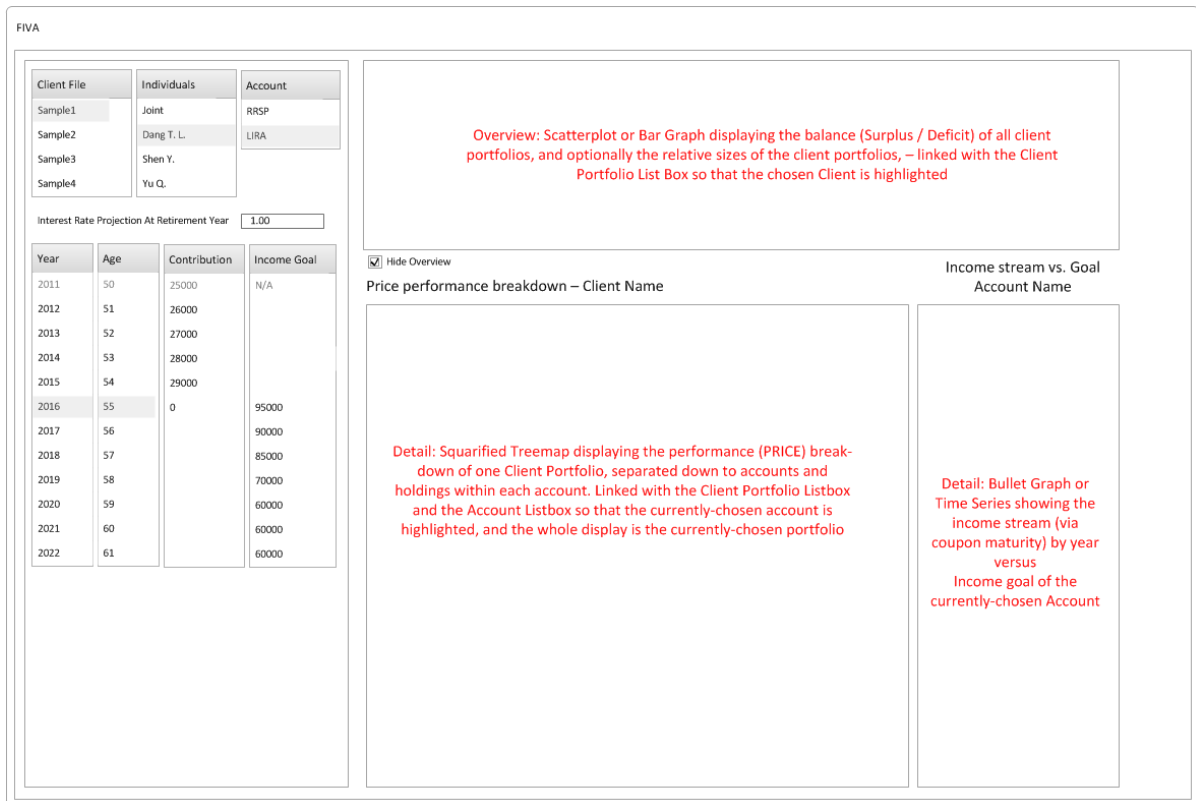 FIVA
Client File
Individuals
Account
Sample1
Joint
RRSP
Sample2
Dang T. L.
LIRA
Sample3
Shen Y.
Sample4
Yu Q.
Interest Rate Projection At Retirement Year 1.00
Year Age Contribution Income Goal
2011 50 25000 N/A
2012 51 26000
2013 52 27000
2014 53 28000
2015 54 29000
2016 55 0 95000
2017 56 90000
2018 57 85000
2019 58 70000
2020 59 60000
2021 60 60000
2022 61 60000
Overview: Scatterplot or Bar Graph displaying the balance (Surplus / Deficit) of all client
portfolios, and optionally the relative sizes of the client portfolios, – linked with the Client
Portfolio List Box so that the chosen Client is highlighted
Hide Overview
Price performance breakdown – Client Name
Income stream vs. Goal
Account Name
Detail: Squarified Treemap displaying the performance (PRICE) break-
down of one Client Portfolio, separated down to accounts and
holdings within each account. Linked with the Client Portfolio Listbox
and the Account Listbox so that the currently-chosen account is
highlighted, and the whole display is the currently-chosen portfolio
Detail: Bullet Graph or
Time Series showing the
income stream (via
coupon maturity) by year
versus
Income goal of the
currently-chosen Account